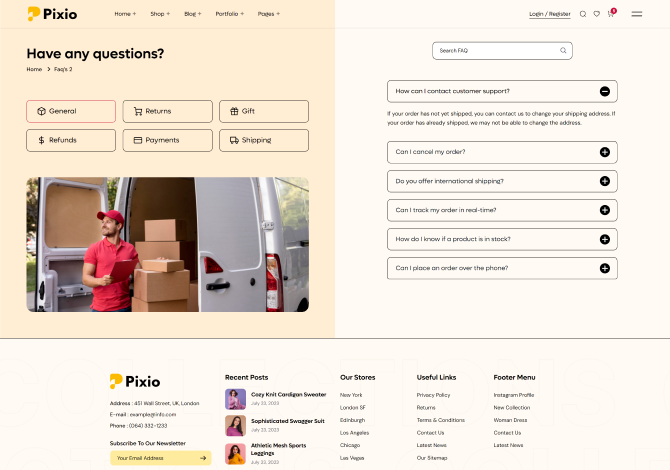 Pixio
Home + Shop + Blog + Portfolio + Pages +
Login / Register
5
Have any questions?
Home > Faq's 2
General
Returns
Gift
Refunds
Payments
Shipping
Search FAQ
How can I contact customer support?
If your order has not yet shipped, you can contact us to change your shipping address. If
your order has already shipped, we may not be able to change the address.
Can I cancel my order?
Do you offer international shipping?
Can I track my order in real-time?
How do I know if a product is in stock?
Can I place an order over the phone?
Pixio
Address : 451 Wall Street, UK, London
E-mail : example@info.com
Phone : (064) 332-1233
Subscribe To Our Newsletter
Your Email Address
Recent Posts
Cozy Knit Cardigan Sweater
July 23, 2023
Sophisticated Swagger Suit
July 23, 2023
Athletic Mesh Sports
Leggings
July 23, 2023
Our Stores
New York
London SF
Edinburgh
Los Angeles
Chicago
Las Vegas
Useful Links
Privacy Policy
Returns
Terms & Conditions
Contact Us
Latest News
Our Sitemap
Footer Menu
Instagram Profile
New Collection
Woman Dress
Contact Us
Latest News